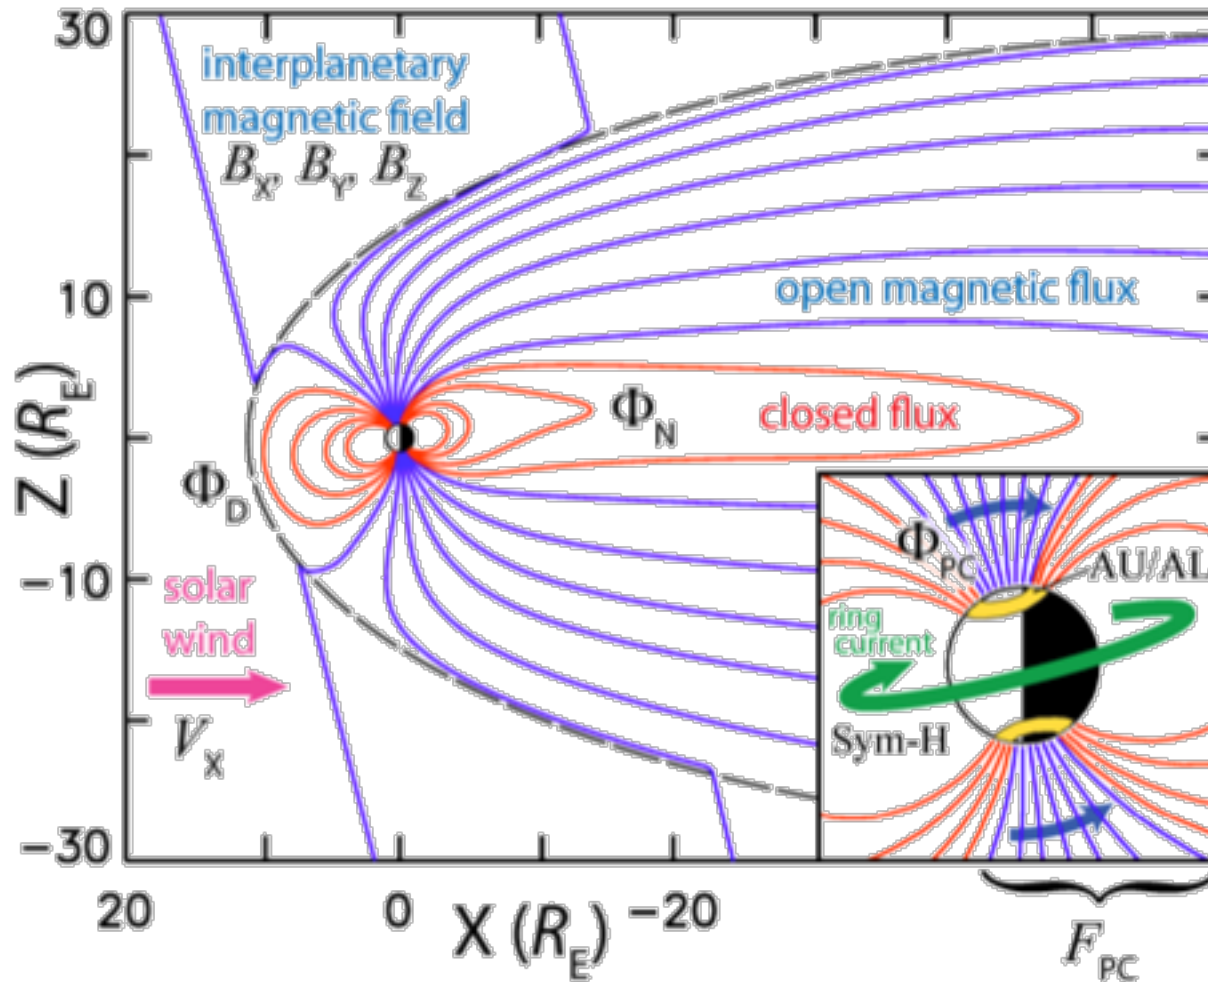 30
interplanetary
magnetic field
B_X, B_Y, B_Z
10
open magnetic flux
Z (R_E)
Φ_N
closed flux
Φ_D
-10
solar
wind
V_X
Φ_PC
AU/AL
ring
current
Sym-H
-30
20
0
-20
X (R_E)
F_PC